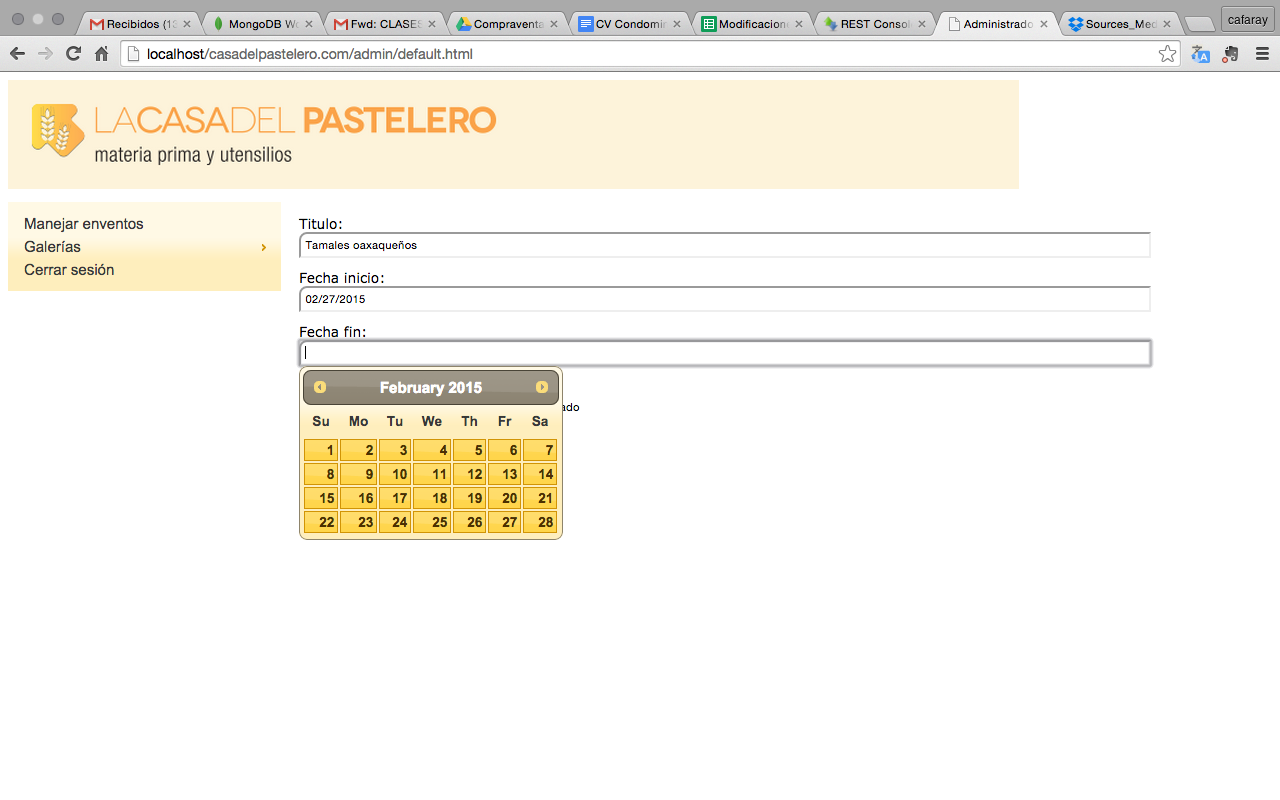 Recibidos (13
MongoDB Wo
Fwd: CLASES
Compraventa
CV Condomin
Modificacione
REST Consol
Administrado
Sources_Med
cafaray
localhost/casadelpastelero.com/admin/default.html
LACASADEL PASTELERO
materia prima y utensilios
Manejar enventos
Galerías
Cerrar sesión
Titulo:
Tamales oaxaqueños
Fecha inicio:
02/27/2015
Fecha fin:
February 2015
ado
Su Mo Tu We Th Fr Sa
1 2 3 4 5 6 7
8 9 10 11 12 13 14
15 16 17 18 19 20 21
22 23 24 25 26 27 28